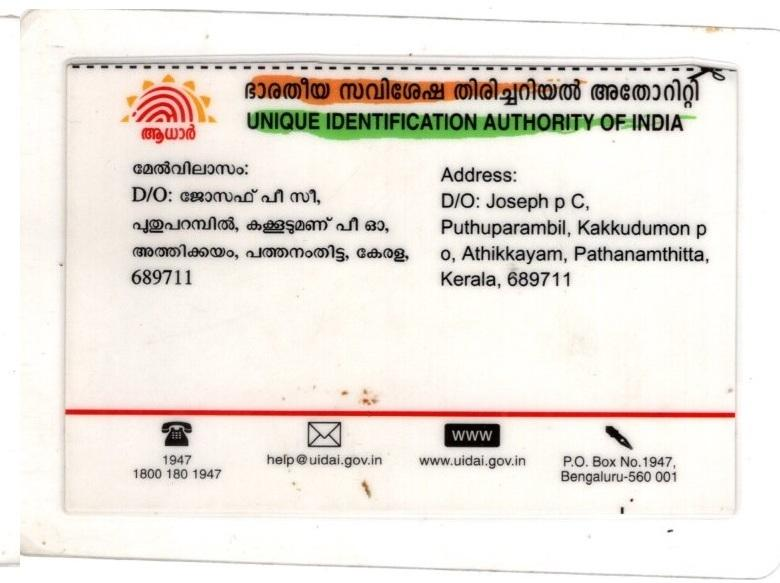 ഭാരതീയ സവിശേഷ തിരിച്ചറിയൽ അതോറിറ്റി
UNIQUE IDENTIFICATION AUTHORITY OF INDIA
ആധാർ
മേൽവിലാസം:
D/O: ജോസഫ് പീ സീ,
പുതുപറമ്പിൽ, കക്കൂടുമണ് പീ ഓ,
അത്തിക്കയം, പത്തനംതിട്ട, കേരള,
689711
Address:
D/O: Joseph p C,
Puthuparambil, Kakkudumon p
o, Athikkayam, Pathanamthitta,
Kerala, 689711
1947
1800 180 1947
help@uidai.gov.in
www
www.uidai.gov.in
P.O. Box No.1947,
Bengaluru-560 001